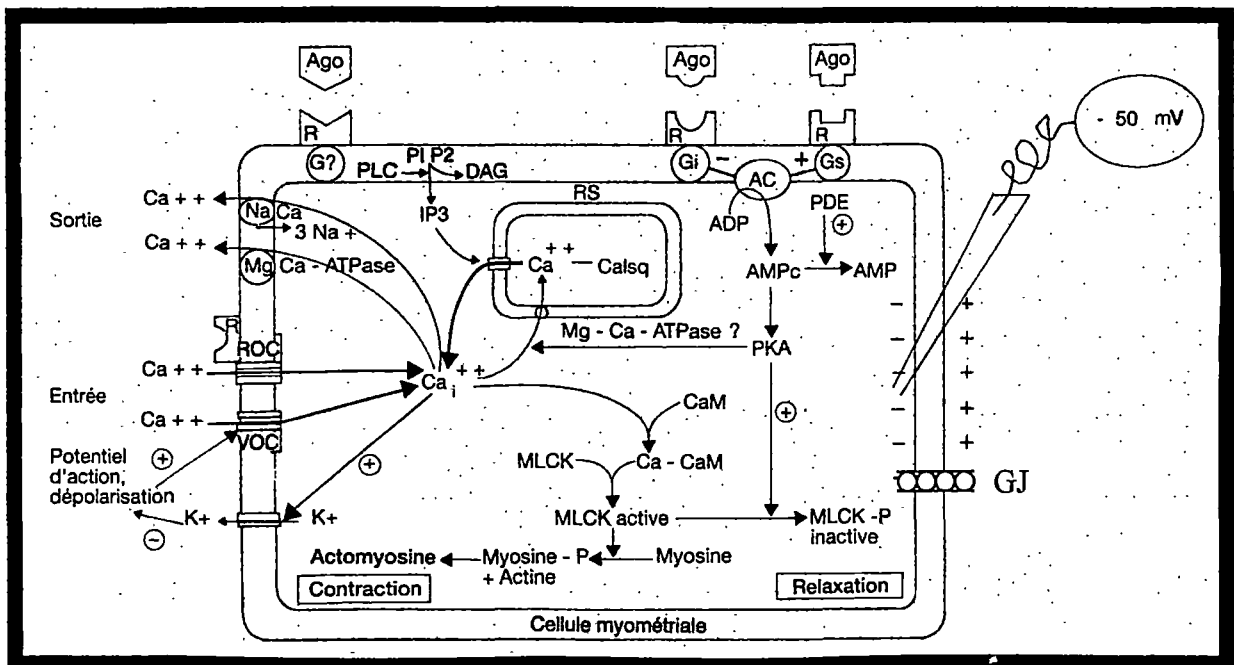 Ago
Ago
Ago
R
R
R
- 50 mV
G?
PI P2
PLC
DAG
Gi
-
+
Gs
AC
RS
Ca + +
Na Ca
Sortie
3 Na +
IP3
ADP
PDE
+
Ca + +
Mg Ca - ATPase
Ca + + — Calsq
AMPc
AMP
R
ROC
Mg - Ca - ATPase ?
PKA
Ca + +
Ca i + +
Entrée
Ca + +
VOC
CaM
+
Potentiel
d'action,
dépolarisation
+
+
MLCK
Ca - CaM
-
+
-
+
-
+
-
+
-
+
GJ
K+
K+
−
MLCK active
MLCK -P
inactive
Actomyosine
Myosine - P
+ Actine
Myosine
Contraction
Relaxation
Cellule myométriale